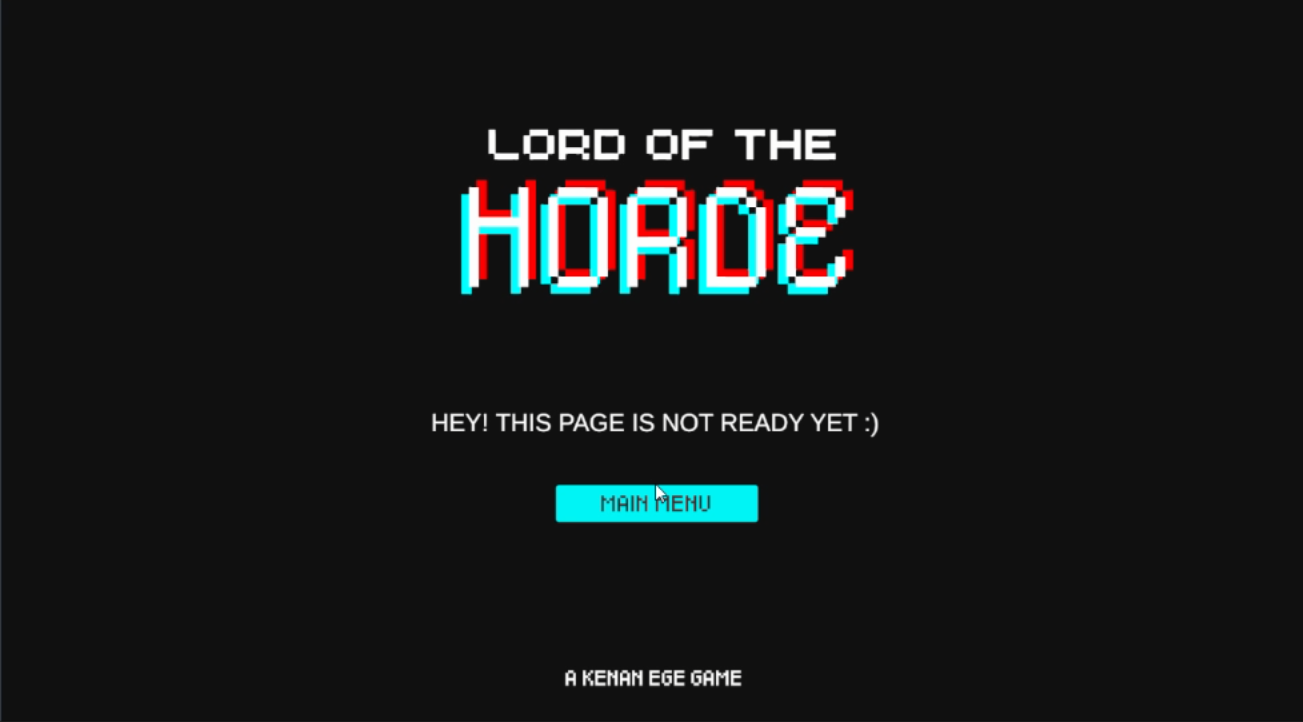 LORD OF THE
HORDE
HEY! THIS PAGE IS NOT READY YET :)
MAIN MENU
A KENAN EGE GAME